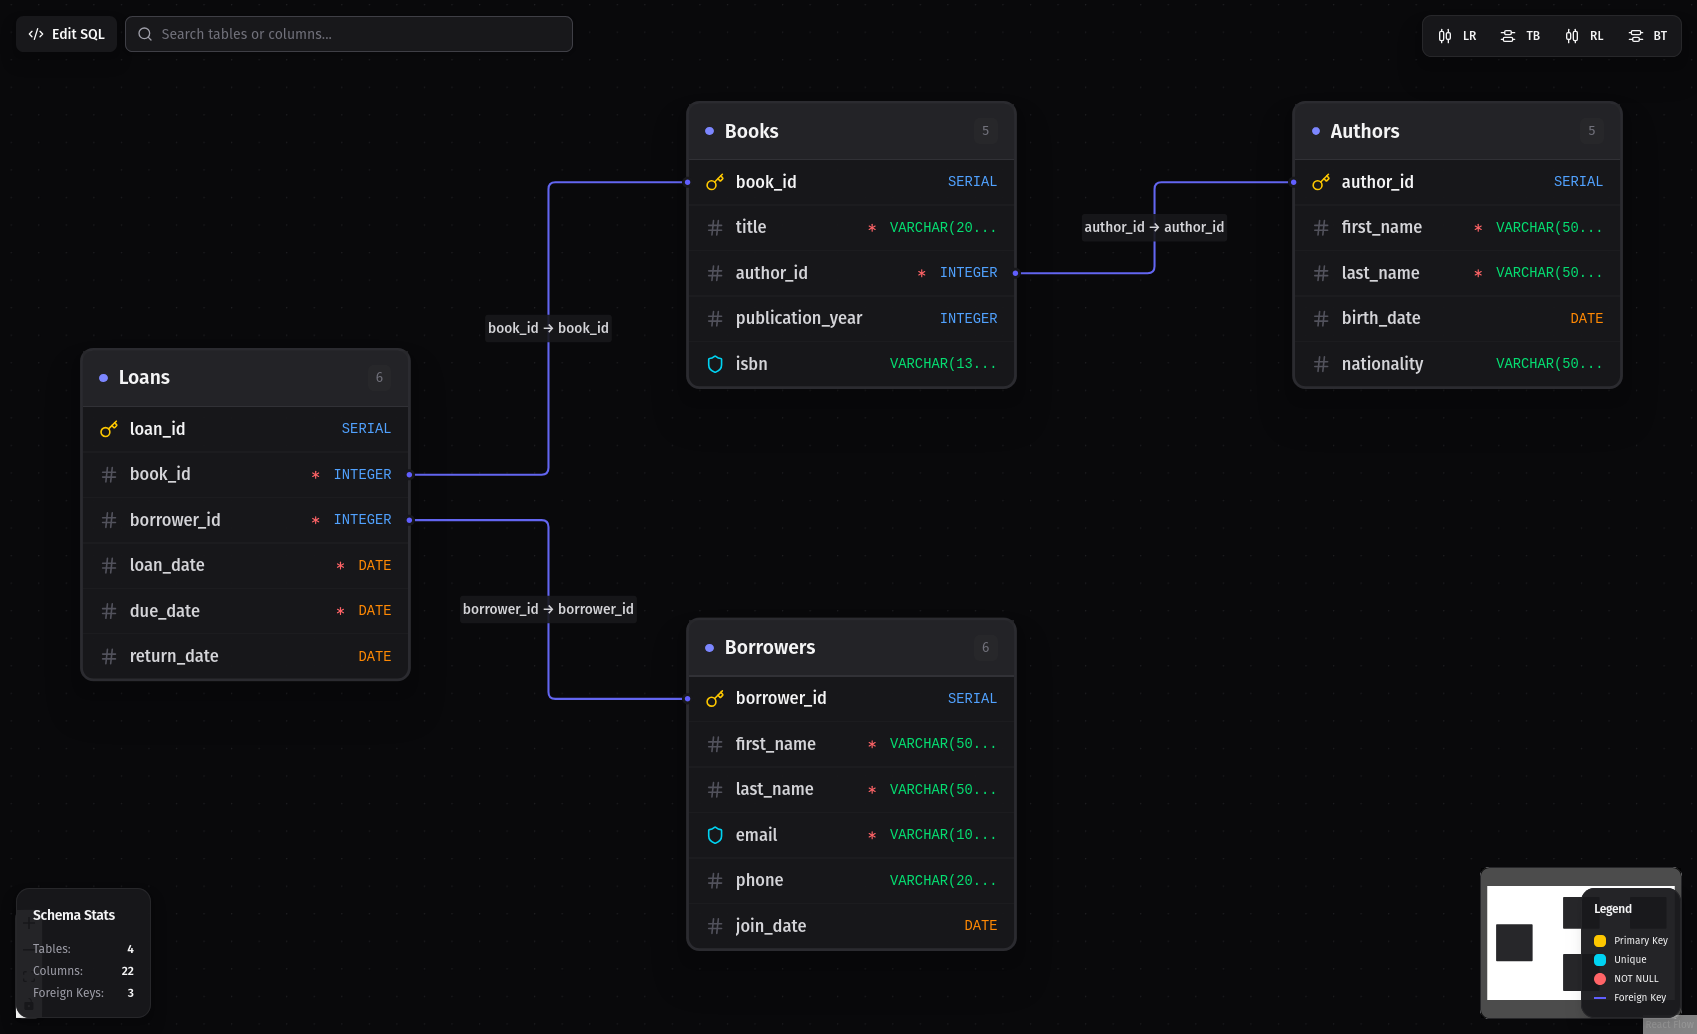 Edit SQL
Search tables or columns...
LR TB RL BT
Books 5
book_id SERIAL
title * VARCHAR(20...
author_id * INTEGER
publication_year INTEGER
isbn VARCHAR(13...
Authors 5
author_id SERIAL
first_name * VARCHAR(50...
last_name * VARCHAR(50...
birth_date DATE
nationality VARCHAR(50...
author_id → author_id
book_id → book_id
Loans 6
loan_id SERIAL
book_id * INTEGER
borrower_id * INTEGER
loan_date * DATE
due_date * DATE
return_date DATE
borrower_id → borrower_id
Borrowers 6
borrower_id SERIAL
first_name * VARCHAR(50...
last_name * VARCHAR(50...
email * VARCHAR(10...
phone VARCHAR(20...
join_date DATE
Schema Stats
Tables: 4
Columns: 22
Foreign Keys: 3
Legend
Primary Key
Unique
NOT NULL
Foreign Key
React Flow